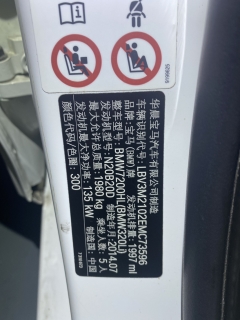 华晨宝马汽车有限公司制造
车辆识别代号: LBV3M2102EMC73596
品牌: 宝马(BMW)牌 发动机排量: 1997 ml
整车型号: BMW7200HL(BMW320Li)
发动机型号: N20B20D 制造年月: 2014.07
最大允许总质量: 1980 kg 乘坐人数: 5 人
发动机最大净功率: 135 kW 制造国: 中国
颜色代码/色圈: 300